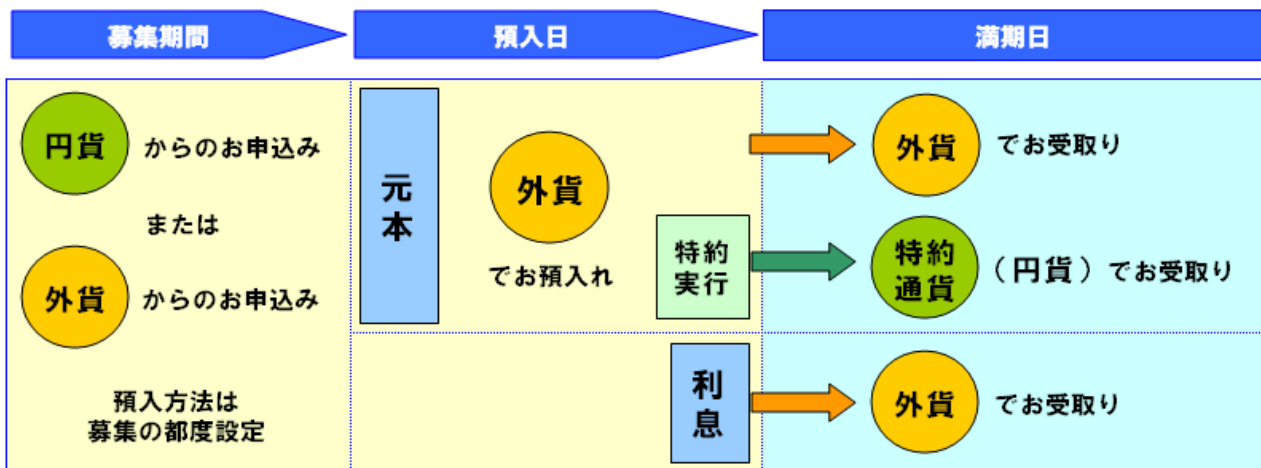 募集期間
預入日
満期日
円貨 からのお申込み
または
外貨 からのお申込み
預入方法は
募集の都度設定
元
本
外貨
でお預入れ
特約
実行
外貨 でお受取り
特約
通貨
（円貨）でお受取り
利
息
外貨 でお受取り